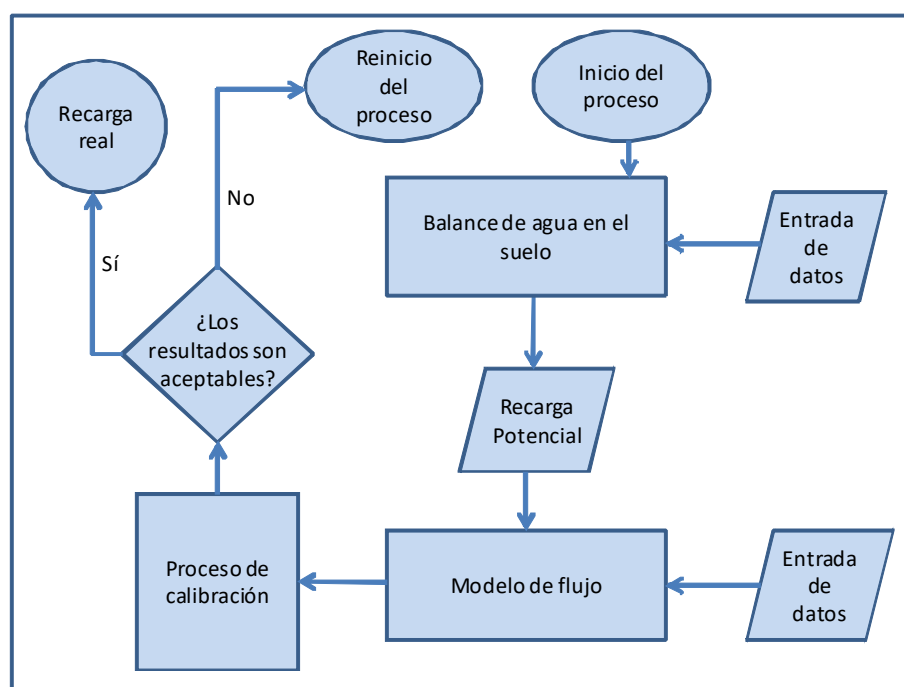 Reinicio
del
proceso
Inicio del
proceso
Recarga
real
No
Sí
Balance de agua en el
suelo
Entrada
de
datos
¿Los
resultados son
aceptables?
Recarga
Potencial
Proceso de
calibración
Modelo de flujo
Entrada
de
datos